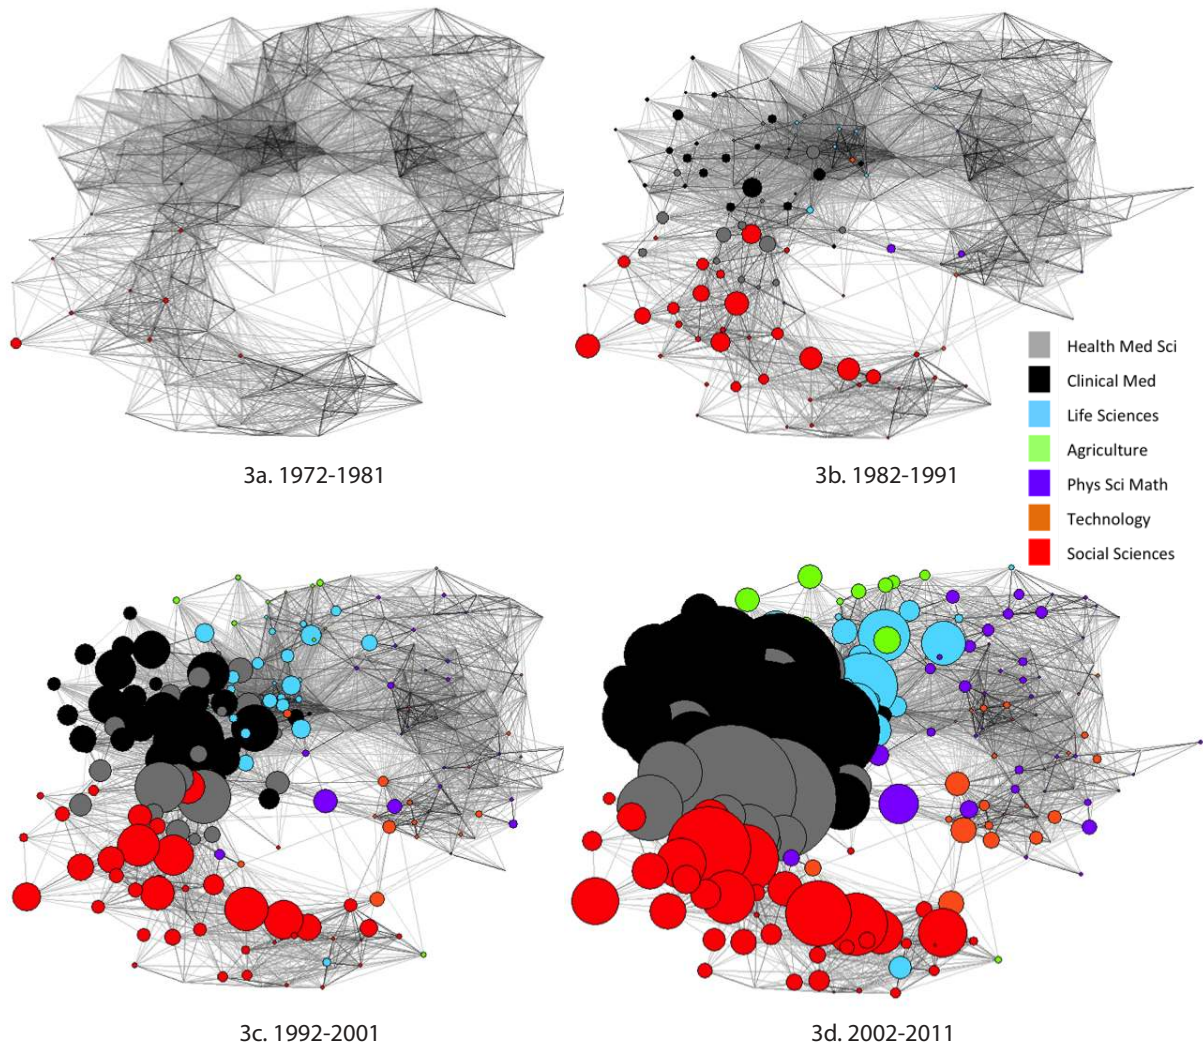 3a. 1972-1981
3b. 1982-1991
Health Med Sci
Clinical Med
Life Sciences
Agriculture
Phys Sci Math
Technology
Social Sciences
3c. 1992-2001
3d. 2002-2011